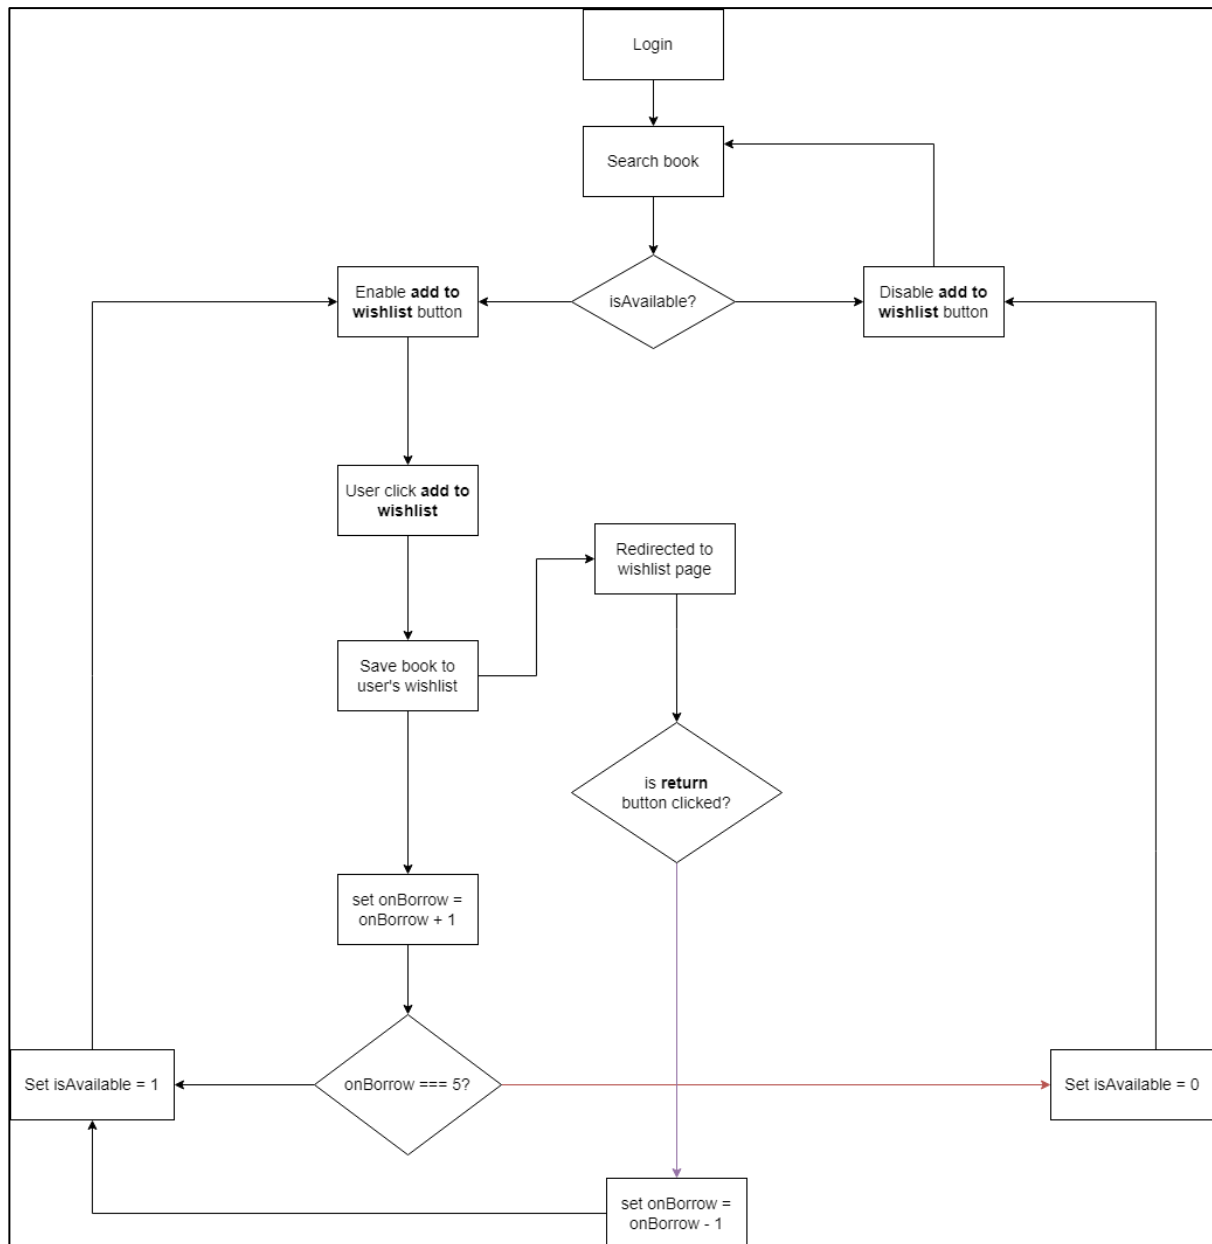 Login
Search book
isAvailable?
Enable add to
wishlist button
Disable add to
wishlist button
User click add to
wishlist
Redirected to
wishlist page
Save book to
user's wishlist
is return
button clicked?
set onBorrow =
onBorrow + 1
Set isAvailable = 1
onBorrow === 5?
Set isAvailable = 0
set onBorrow =
onBorrow - 1